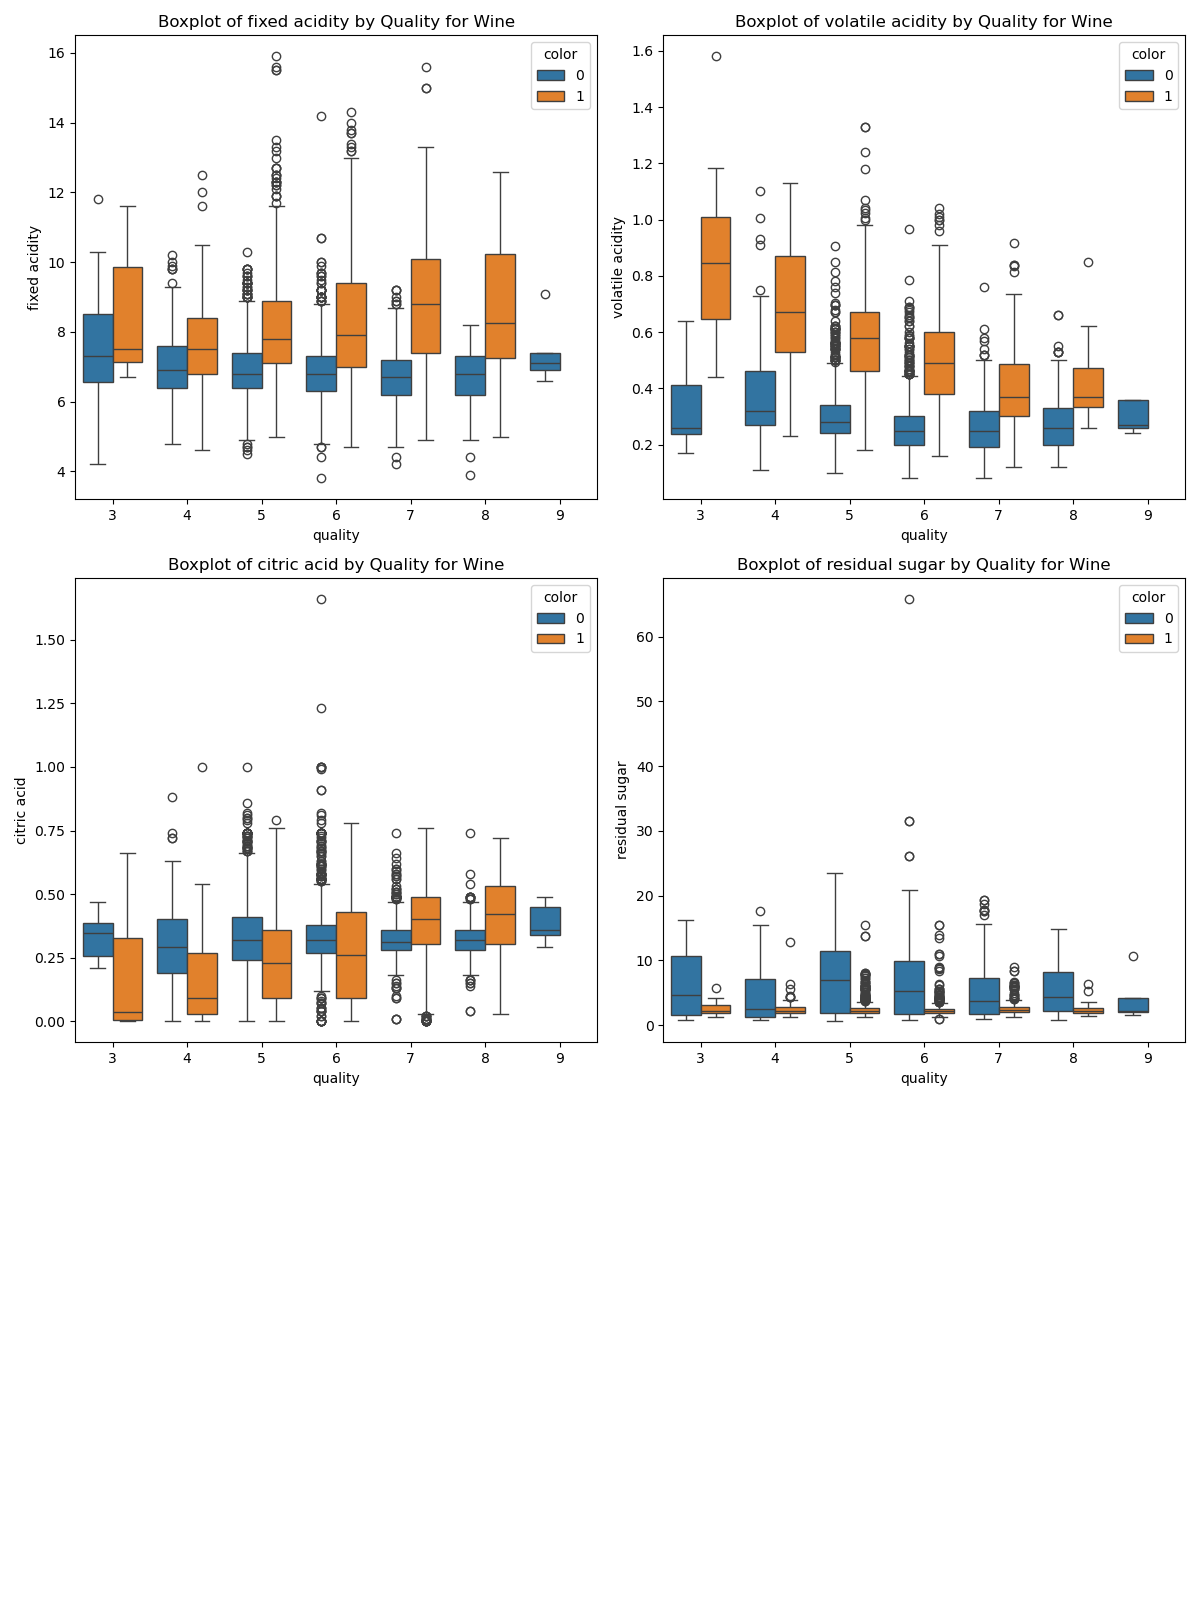 Boxplot of fixed acidity by Quality for Wine
color
0
1
16
14
12
10
8
6
4
fixed acidity
3 4 5 6 7 8 9
quality
Boxplot of volatile acidity by Quality for Wine
color
0
1
1.6
1.4
1.2
1.0
0.8
0.6
0.4
0.2
volatile acidity
3 4 5 6 7 8 9
quality
Boxplot of citric acid by Quality for Wine
color
0
1
1.50
1.25
1.00
0.75
0.50
0.25
0.00
citric acid
3 4 5 6 7 8 9
quality
Boxplot of residual sugar by Quality for Wine
color
0
1
60
50
40
30
20
10
0
residual sugar
3 4 5 6 7 8 9
quality